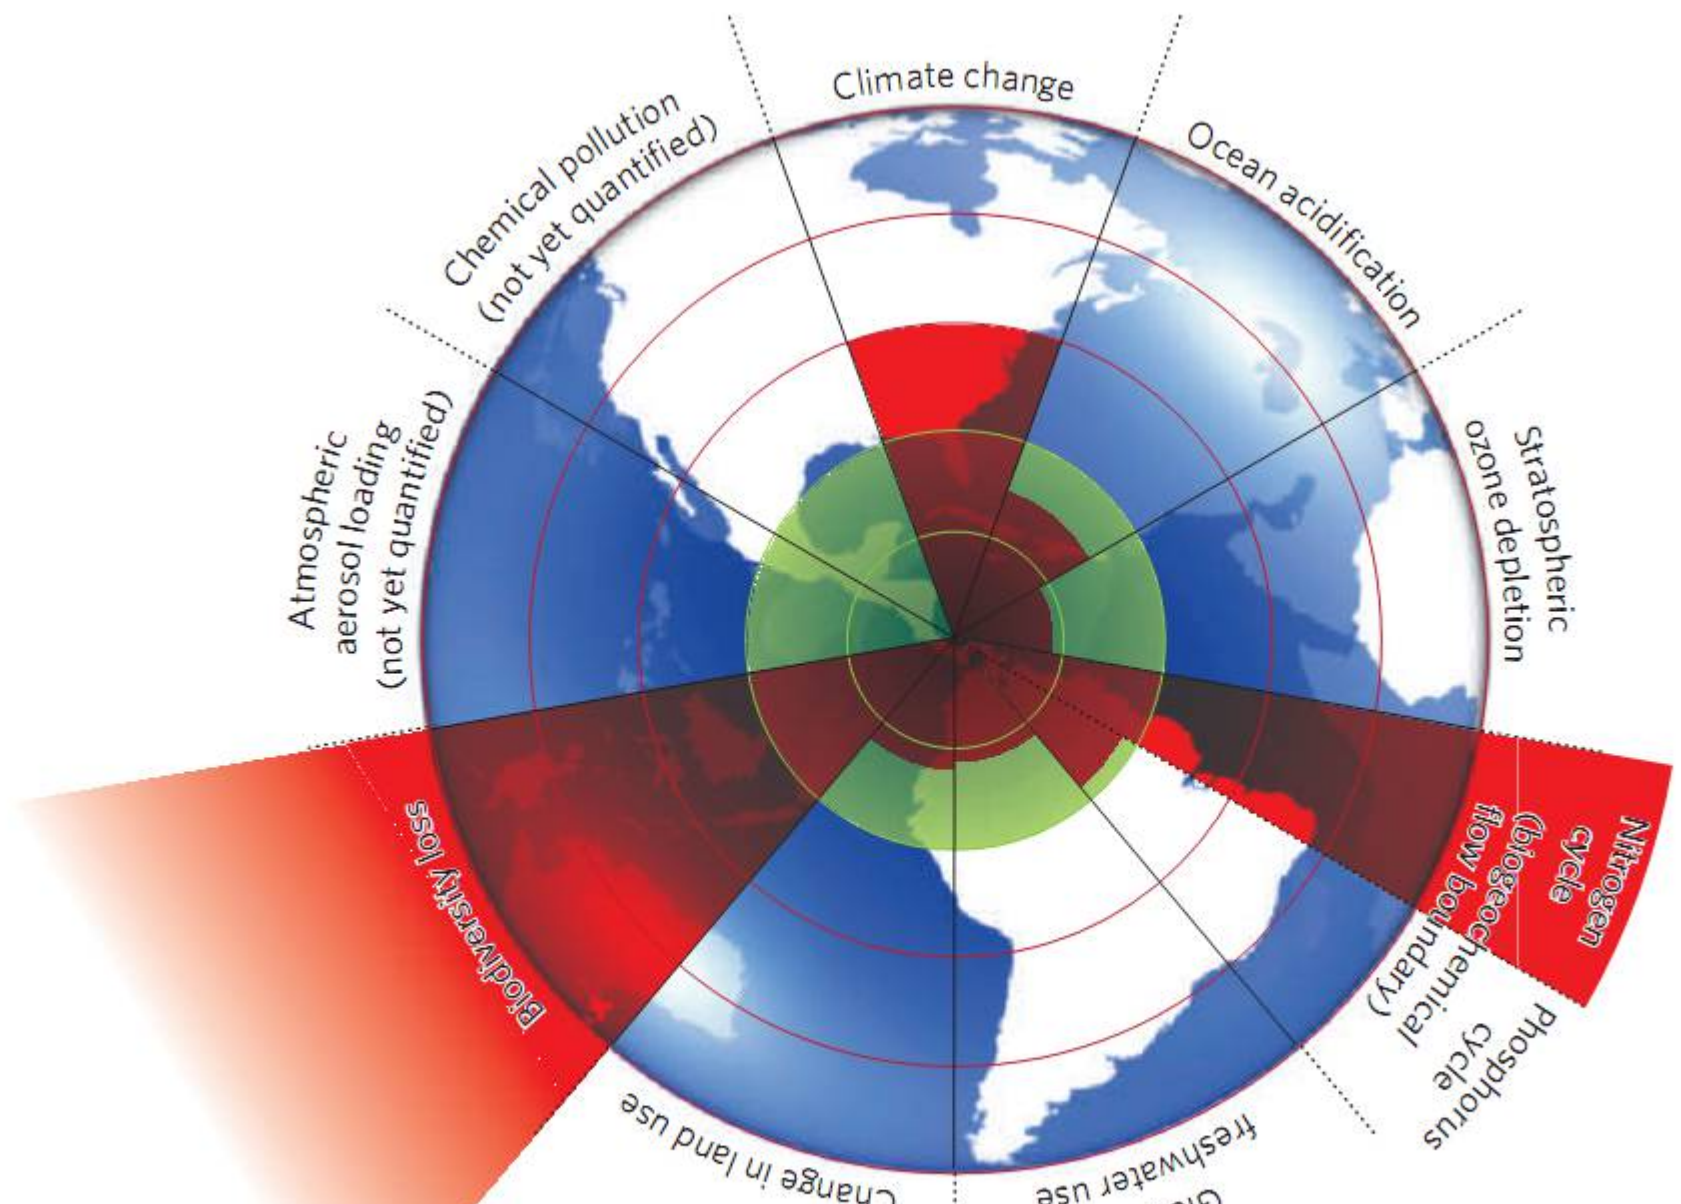 Climate change
Ocean acidification
Stratospheric
ozone depletion
Nitrogen
cycle
(biogeochemical
flow boundary)
Phosphorus
cycle
freshwater use
Change in land use
Biodiversity loss
Atmospheric
aerosol loading
(not yet quantified)
Chemical pollution
(not yet quantified)